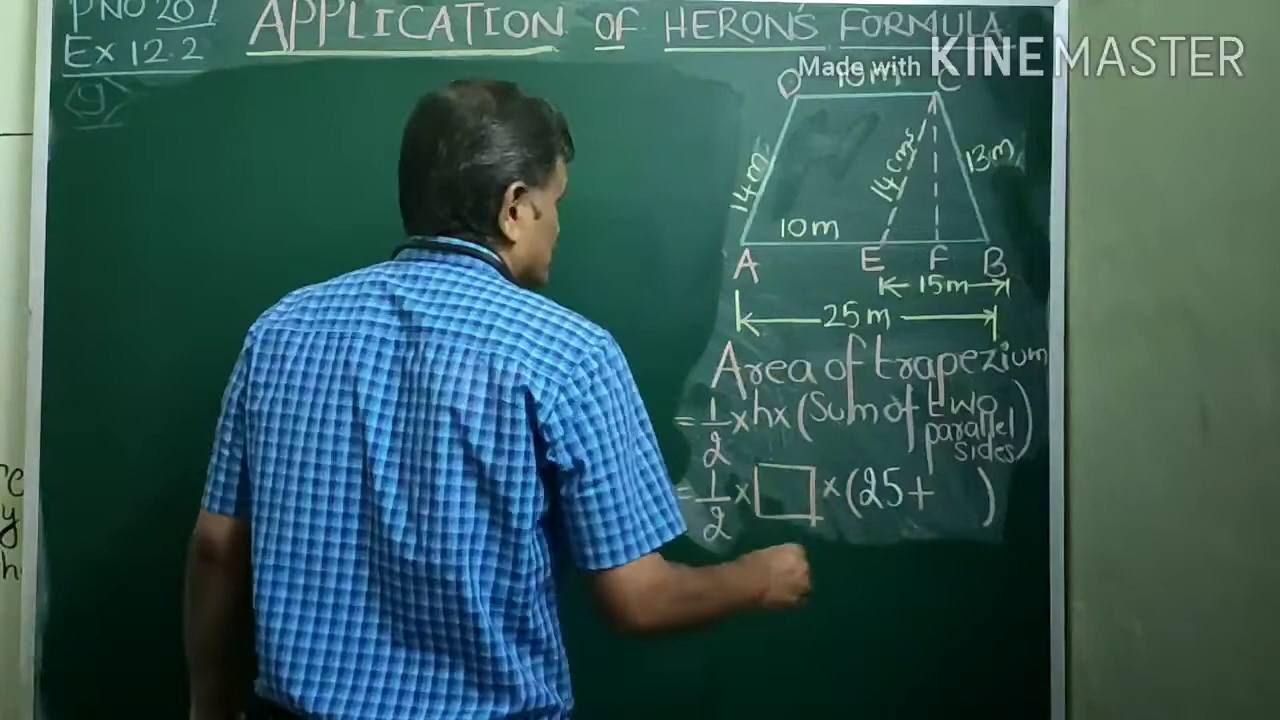 PNO 207
APPLICATION OF HERON'S FORMULA
Ex 12.2
9
Made with KINEMASTER
D 10m C
14m
14cms
13m
10m
A E F B
15m
25m
Area of trapezium
= 1/2 x h x (Sum of two parallel sides)
= 1/2 x □ x (25+ )